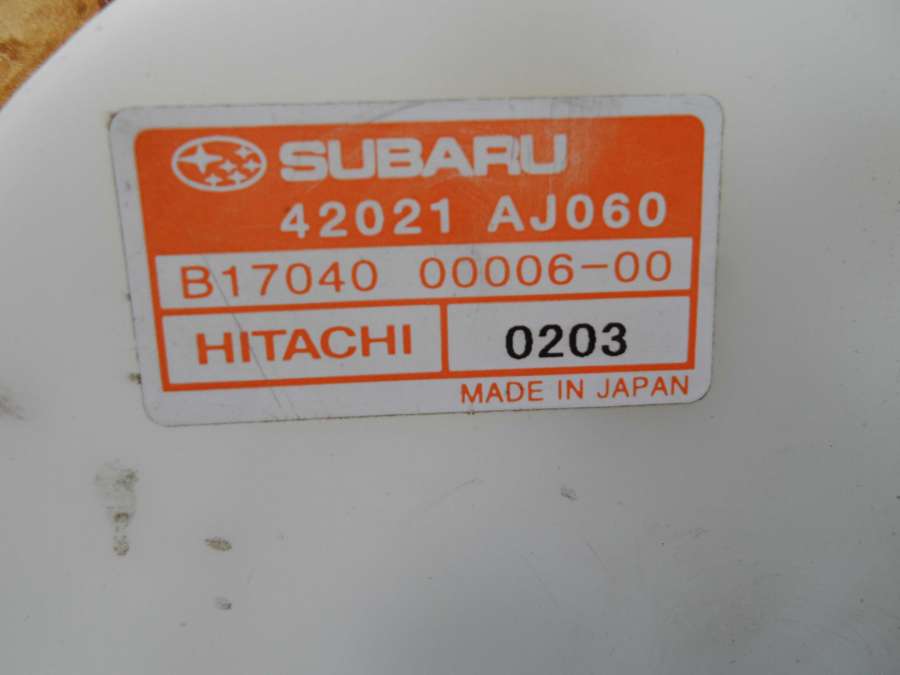 SUBARU
42021 AJ060
B17040 00006-00
HITACHI 0203
MADE IN JAPAN